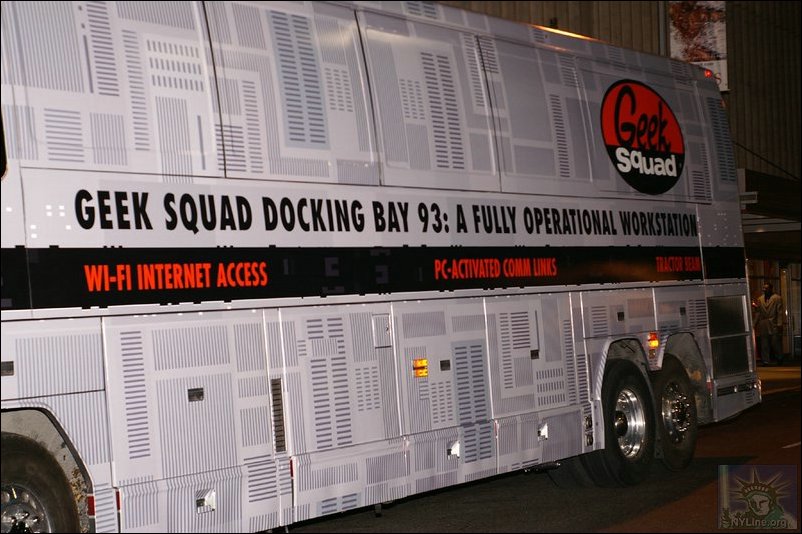 Geek
Squad
GEEK SQUAD DOCKING BAY 93: A FULLY OPERATIONAL WORKSTATION
WI-FI INTERNET ACCESS
PC-ACTIVATED COMM LINKS
TRACTOR BEAM
NYLine.org